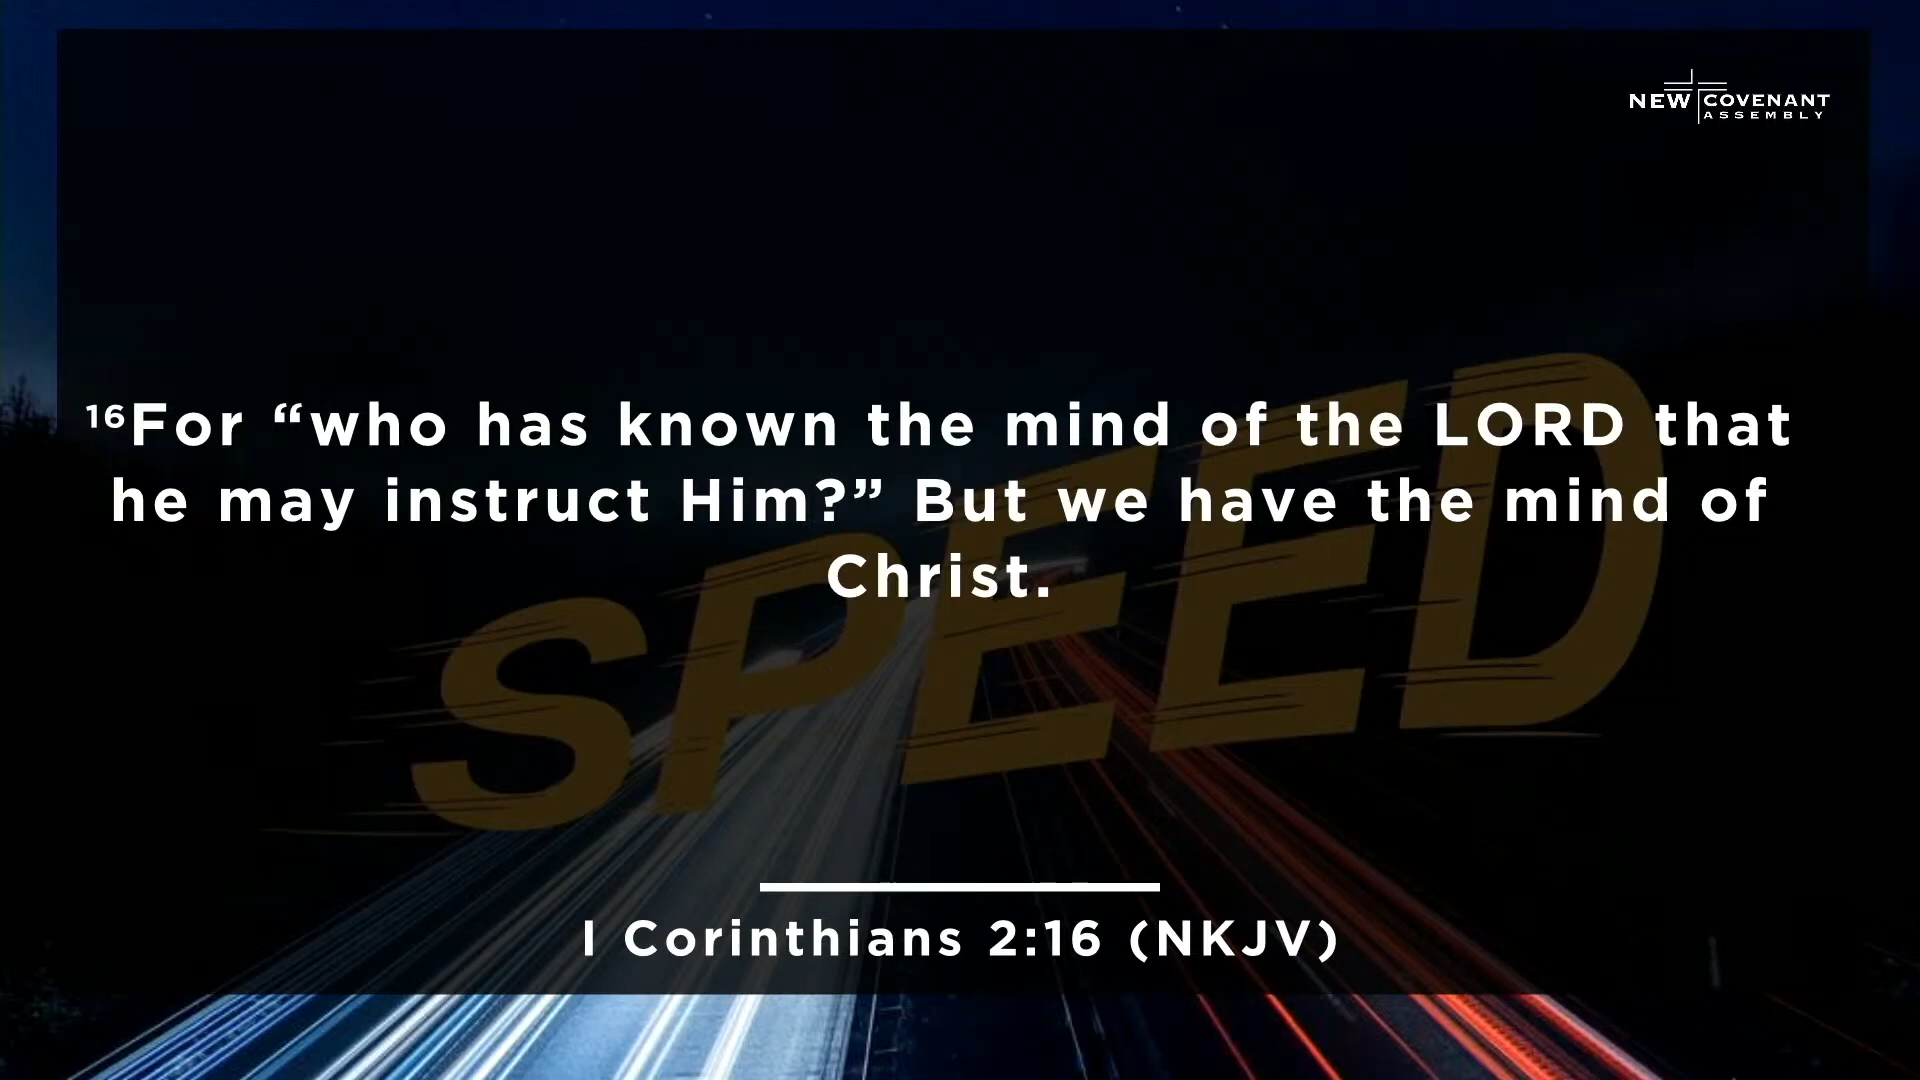 NEW COVENANT
ASSEMBLY
¹⁶For “who has known the mind of the LORD that
he may instruct Him?” But we have the mind of
Christ.
SPEED
I Corinthians 2:16 (NKJV)